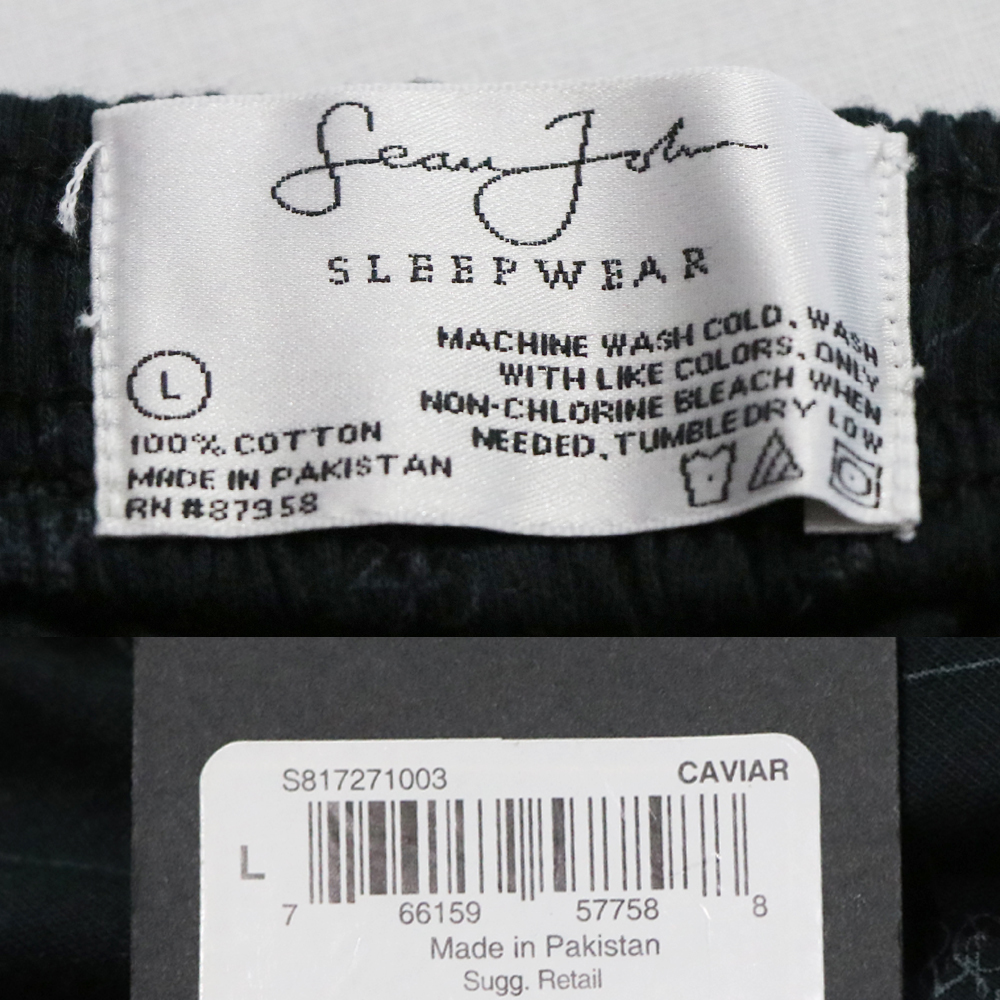 Sean John
SLEEPWEAR
MACHINE WASH COLD. WASH
WITH LIKE COLORS. ONLY
NON-CHLORINE BLEACH WHEN
NEEDED. TUMBLE DRY LOW
L
100% COTTON
MADE IN PAKISTAN
RN #87958
S817271003 CAVIAR
L
7 66159 57758 8
Made in Pakistan
Sugg. Retail